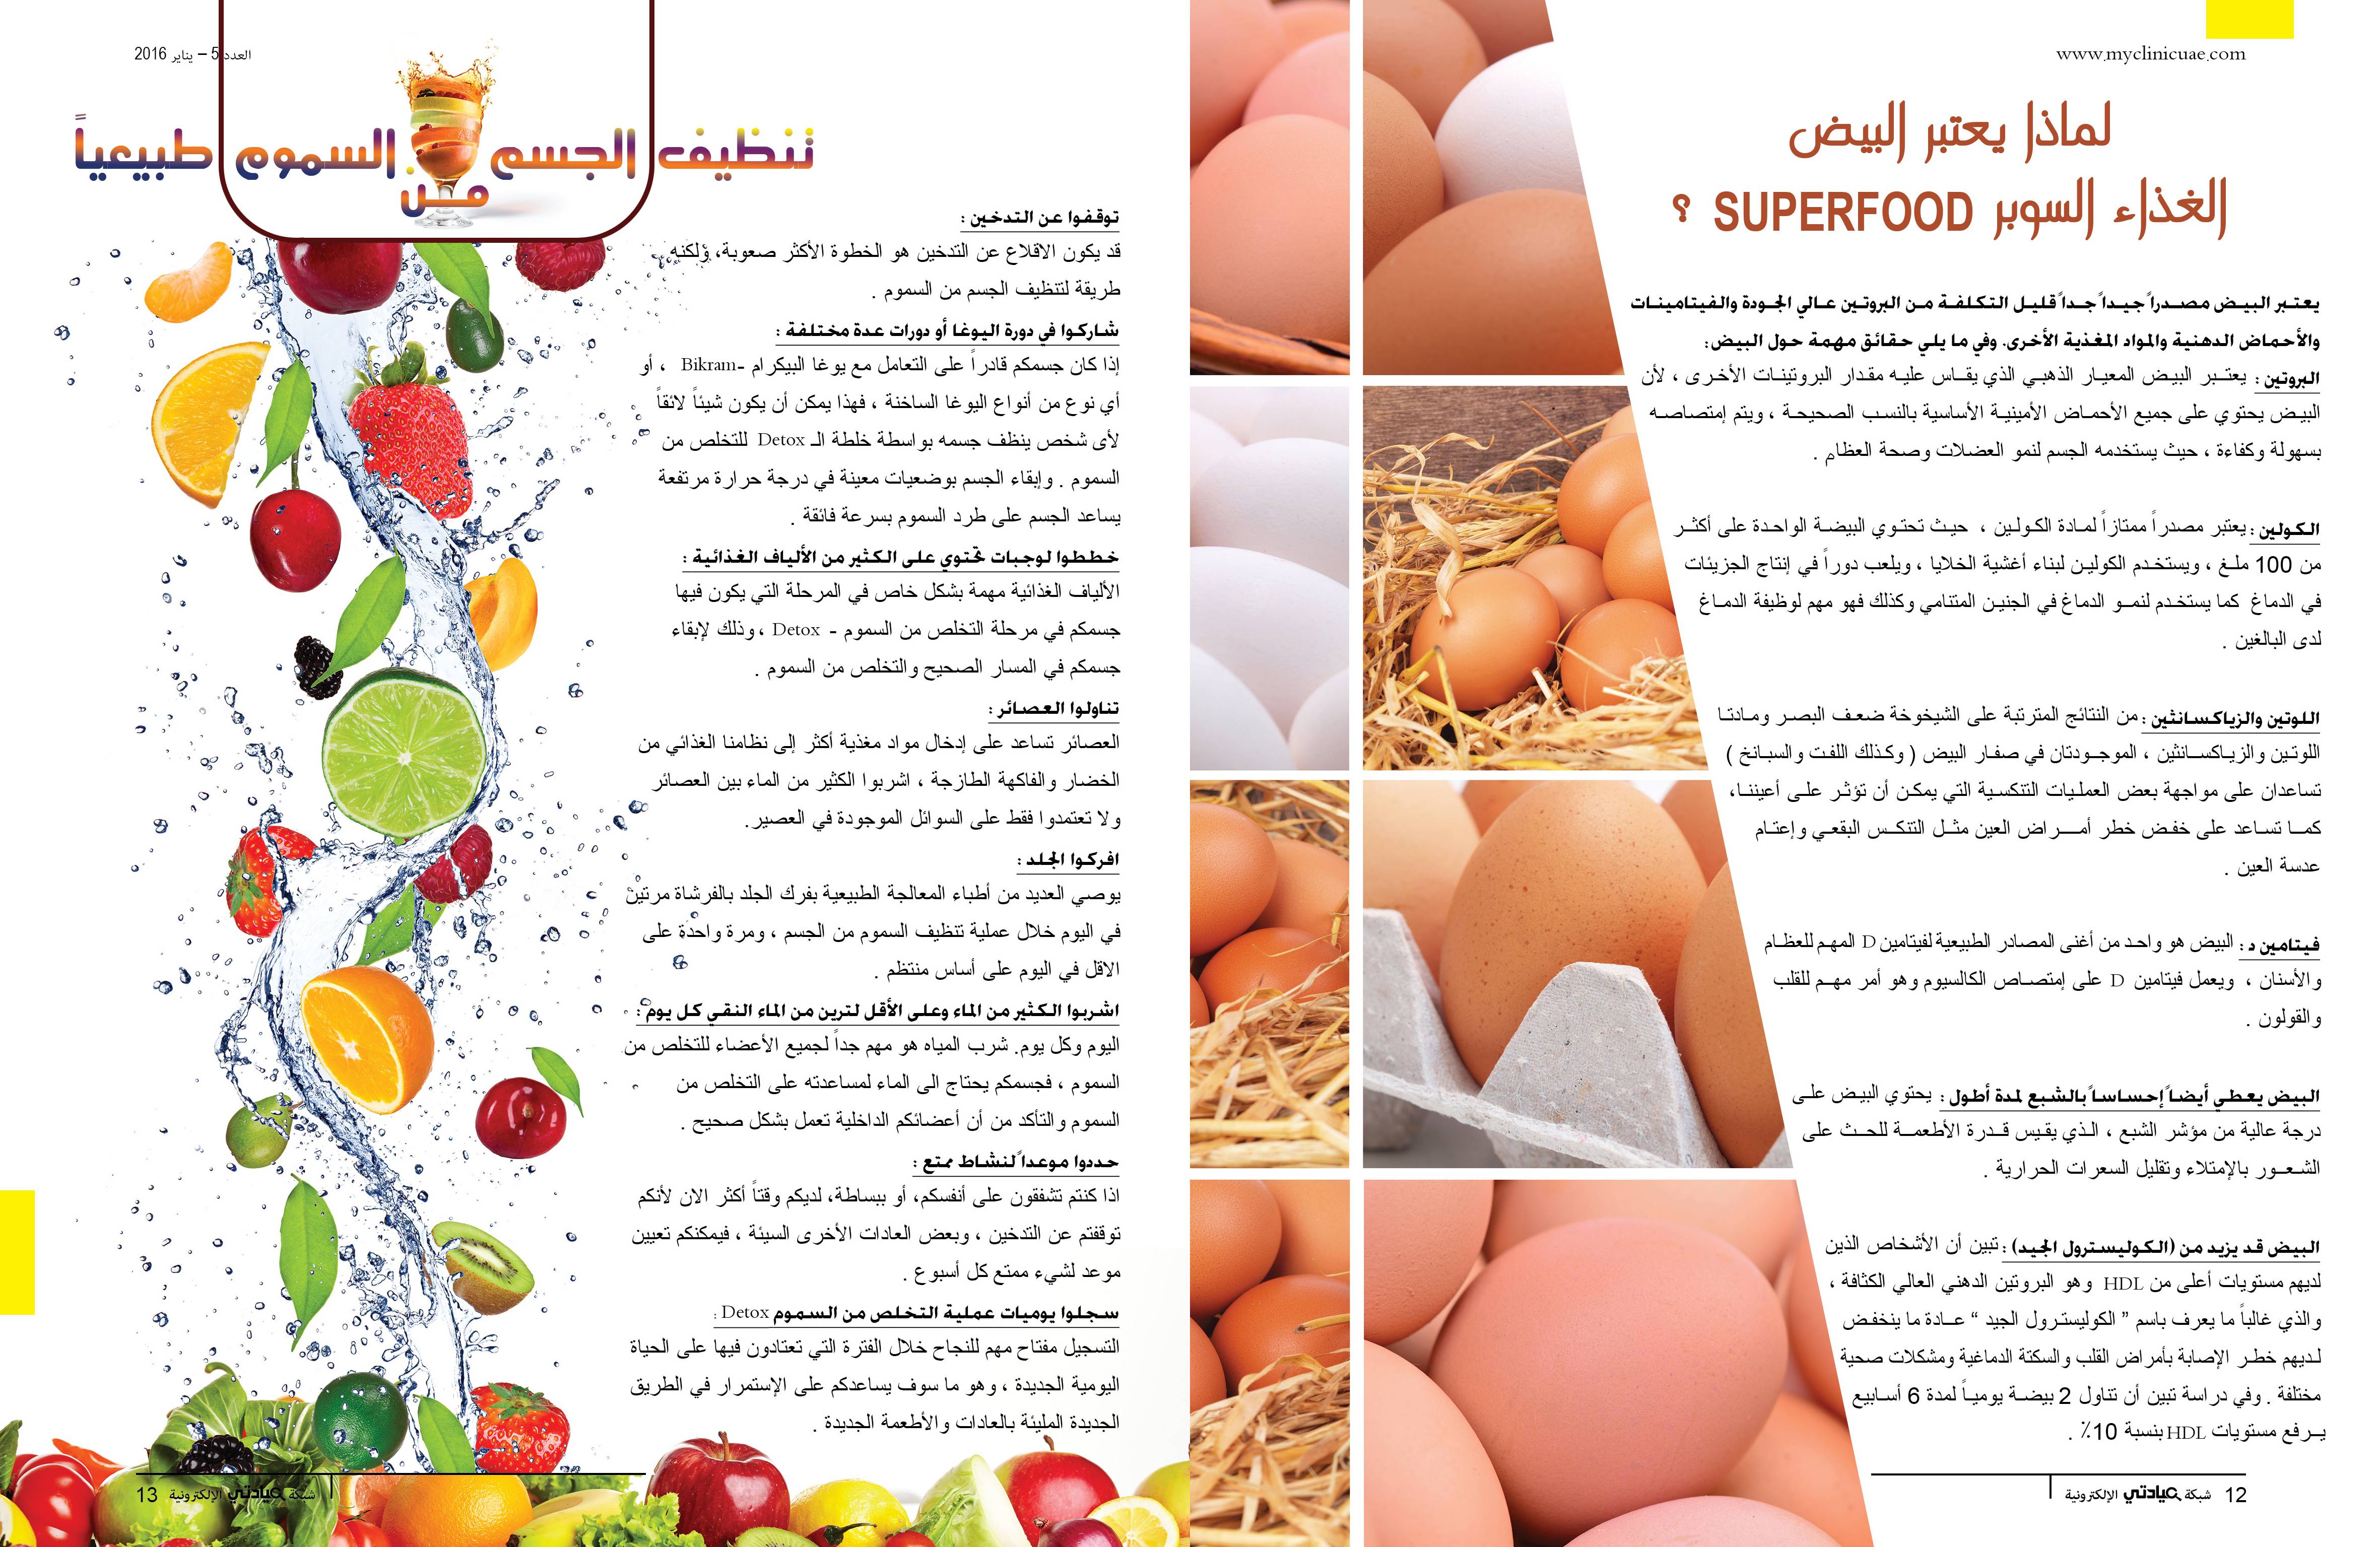 www.myclinicuae.com
لماذا يعتبر البيض
الغذاء السوبر SUPERFOOD ؟
يعتبر البيض مصدراً جيداً جداً قليل التكلفة من البروتين عالي الجودة والفيتامينات
والأحماض الدهنية والمواد المغذية الأخرى. وفي ما يلي حقائق مهمة حول البيض:
البروتين : يعتبر البيض المعيار الذهبي الذي يقاس عليه مقدار البروتينات الأخرى ، لأن
البيض يحتوي على جميع الأحماض الأمينية الأساسية بالنسب الصحيحة ، ويتم إمتصاصه
بسهولة وكفاءة ، حيث يستخدمه الجسم لنمو العضلات وصحة العظام .
الكولين : يعتبر مصدراً ممتازاً لمادة الكولين ، حيث تحتوي البيضة الواحدة على أكثر
من 100 ملغ ، ويستخدم الكولين لبناء أغشية الخلايا ، ويلعب دوراً في إنتاج الجزيئات
في الدماغ كما يستخدم لنمو الدماغ في الجنين المتنامي وكذلك فهو مهم لوظيفة الدماغ
لدى البالغين .
اللوتين والزياكسانثين : من النتائج المترتبة على الشيخوخة ضعف البصر ومادتا
اللوتين والزياكسانثين ، الموجودتان في صفار البيض ( وكذلك اللفت والسبانخ )
تساعدان على مواجهة بعض العمليات التنكسية التي يمكن أن تؤثر على أعيننا،
كما تساعد على خفض خطر أمراض العين مثل التنكس البقعي وإعتام
عدسة العين .
فيتامين د : البيض هو واحد من أغنى المصادر الطبيعية لفيتامين D المهم للعظام
والأسنان ، ويعمل فيتامين D على إمتصاص الكالسيوم وهو أمر مهم للقلب
والقولون .
البيض يعطي أيضاً إحساساً بالشبع لمدة أطول : يحتوي البيض على
درجة عالية من مؤشر الشبع ، الذي يقيس قدرة الأطعمة للحث على
الشعور بالإمتلاء وتقليل السعرات الحرارية .
البيض قد يزيد من (الكوليسترول الجيد) : تبين أن الأشخاص الذين
لديهم مستويات أعلى من HDL وهو البروتين الدهني العالي الكثافة ،
والذي غالباً ما يعرف باسم " الكوليسترول الجيد " عادة ما ينخفض
لديهم خطر الإصابة بأمراض القلب والسكتة الدماغية ومشكلات صحية
مختلفة . وفي دراسة تبين أن تناول 2 بيضة يومياً لمدة 6 أسابيع
يرفع مستويات HDL بنسبة 10٪ .
12 شبكة عيادتي الإلكترونية
العدد 5 – يناير 2016
تنظيف الجسم من السموم طبيعياً
توقفوا عن التدخين :
قد يكون الاقلاع عن التدخين هو الخطوة الأكثر صعوبة، ولكنه
طريقة لتنظيف الجسم من السموم .
شاركوا في دورة اليوغا أو دورات عدة مختلفة :
إذا كان جسمكم قادراً على التعامل مع يوغا البيكرام -Bikram ، أو
أي نوع من أنواع اليوغا الساخنة ، فهذا يمكن أن يكون شيئاً لائقاً
لأى شخص ينظف جسمه بواسطة خلطة الـ Detox للتخلص من
السموم . وإبقاء الجسم بوضعيات معينة في درجة حرارة مرتفعة
يساعد الجسم على طرد السموم بسرعة فائقة .
خططوا لوجبات تحتوي على الكثير من الألياف الغذائية :
الألياف الغذائية مهمة بشكل خاص في المرحلة التي يكون فيها
جسمكم في مرحلة التخلص من السموم - Detox ، وذلك لإبقاء
جسمكم في المسار الصحيح والتخلص من السموم .
تناولوا العصائر :
العصائر تساعد على إدخال مواد مغذية أكثر إلى نظامنا الغذائي من
الخضار والفاكهة الطازجة ، اشربوا الكثير من الماء بين العصائر
ولا تعتمدوا فقط على السوائل الموجودة في العصير.
افركوا الجلد :
يوصي العديد من أطباء المعالجة الطبيعية بفرك الجلد بالفرشاة مرتين
في اليوم خلال عملية تنظيف السموم من الجسم ، ومرة واحدة على
الاقل في اليوم على أساس منتظم .
اشربوا الكثير من الماء وعلى الأقل لترين من الماء النقي كل يوم :
اليوم وكل يوم. شرب المياه هو مهم جداً لجميع الأعضاء للتخلص من
السموم ، فجسمكم يحتاج الى الماء لمساعدته على التخلص من
السموم والتأكد من أن أعضائكم الداخلية تعمل بشكل صحيح .
حددوا موعداً لنشاط ممتع :
اذا كنتم تشفقون على أنفسكم، أو ببساطة، لديكم وقتاً أكثر الان لأنكم
توقفتم عن التدخين ، وبعض العادات الأخرى السيئة ، فيمكنكم تعيين
موعد لشيء ممتع كل أسبوع .
سجلوا يوميات عملية التخلص من السموم Detox :
التسجيل مفتاح مهم للنجاح خلال الفترة التي تعتادون فيها على الحياة
اليومية الجديدة ، وهو ما سوف يساعدكم على الإستمرار في الطريق
الجديدة المليئة بالعادات والأطعمة الجديدة .
شبكة عيادتي الإلكترونية 13